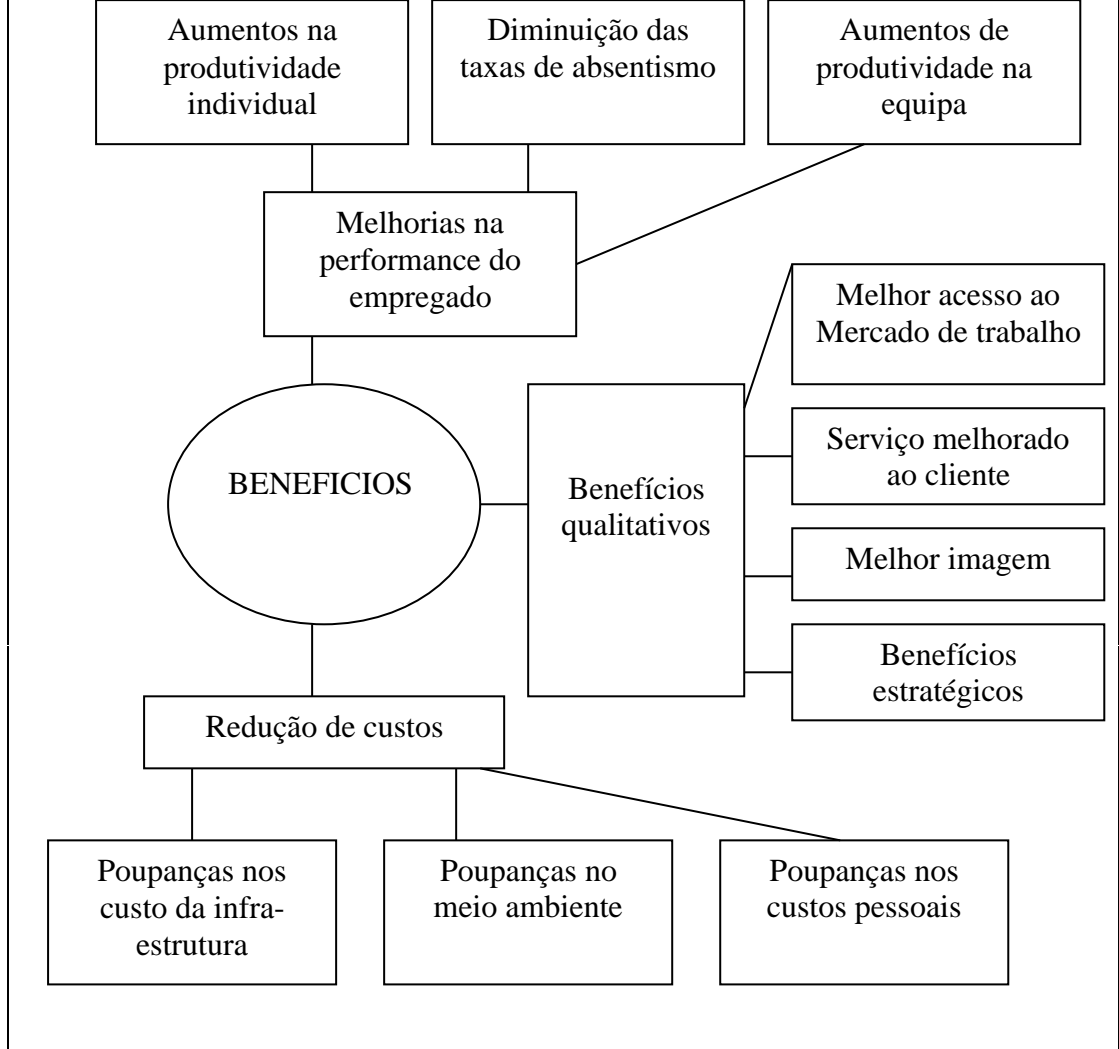 Aumentos na
produtividade
individual
Diminuição das
taxas de absentismo
Aumentos de
produtividade na
equipa
Melhorias na
performance do
empregado
Melhor acesso ao
Mercado de trabalho
BENEFICIOS
Benefícios
qualitativos
Serviço melhorado
ao cliente
Melhor imagem
Benefícios
estratégicos
Redução de custos
Poupanças nos
custo da infra-
estrutura
Poupanças no
meio ambiente
Poupanças nos
custos pessoais